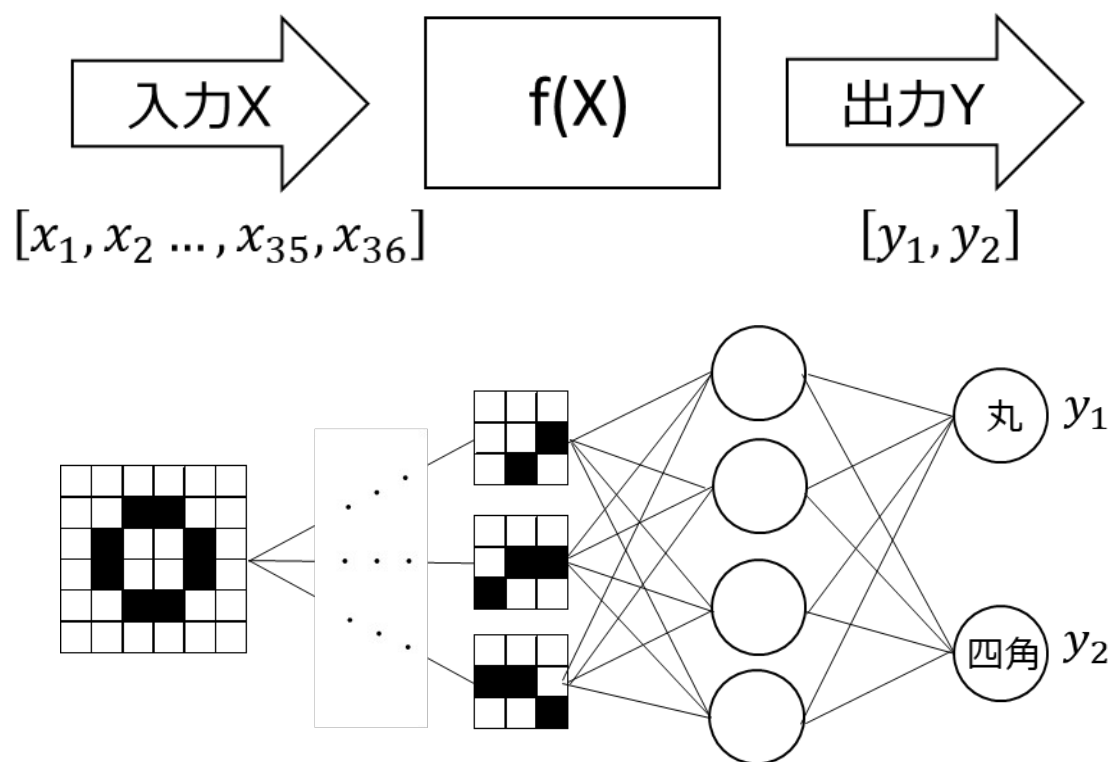 入力X
f(X)
出力Y
[x₁, x₂ …, x₃₅, x₃₆]
[y₁, y₂]
丸
y₁
四角
y₂